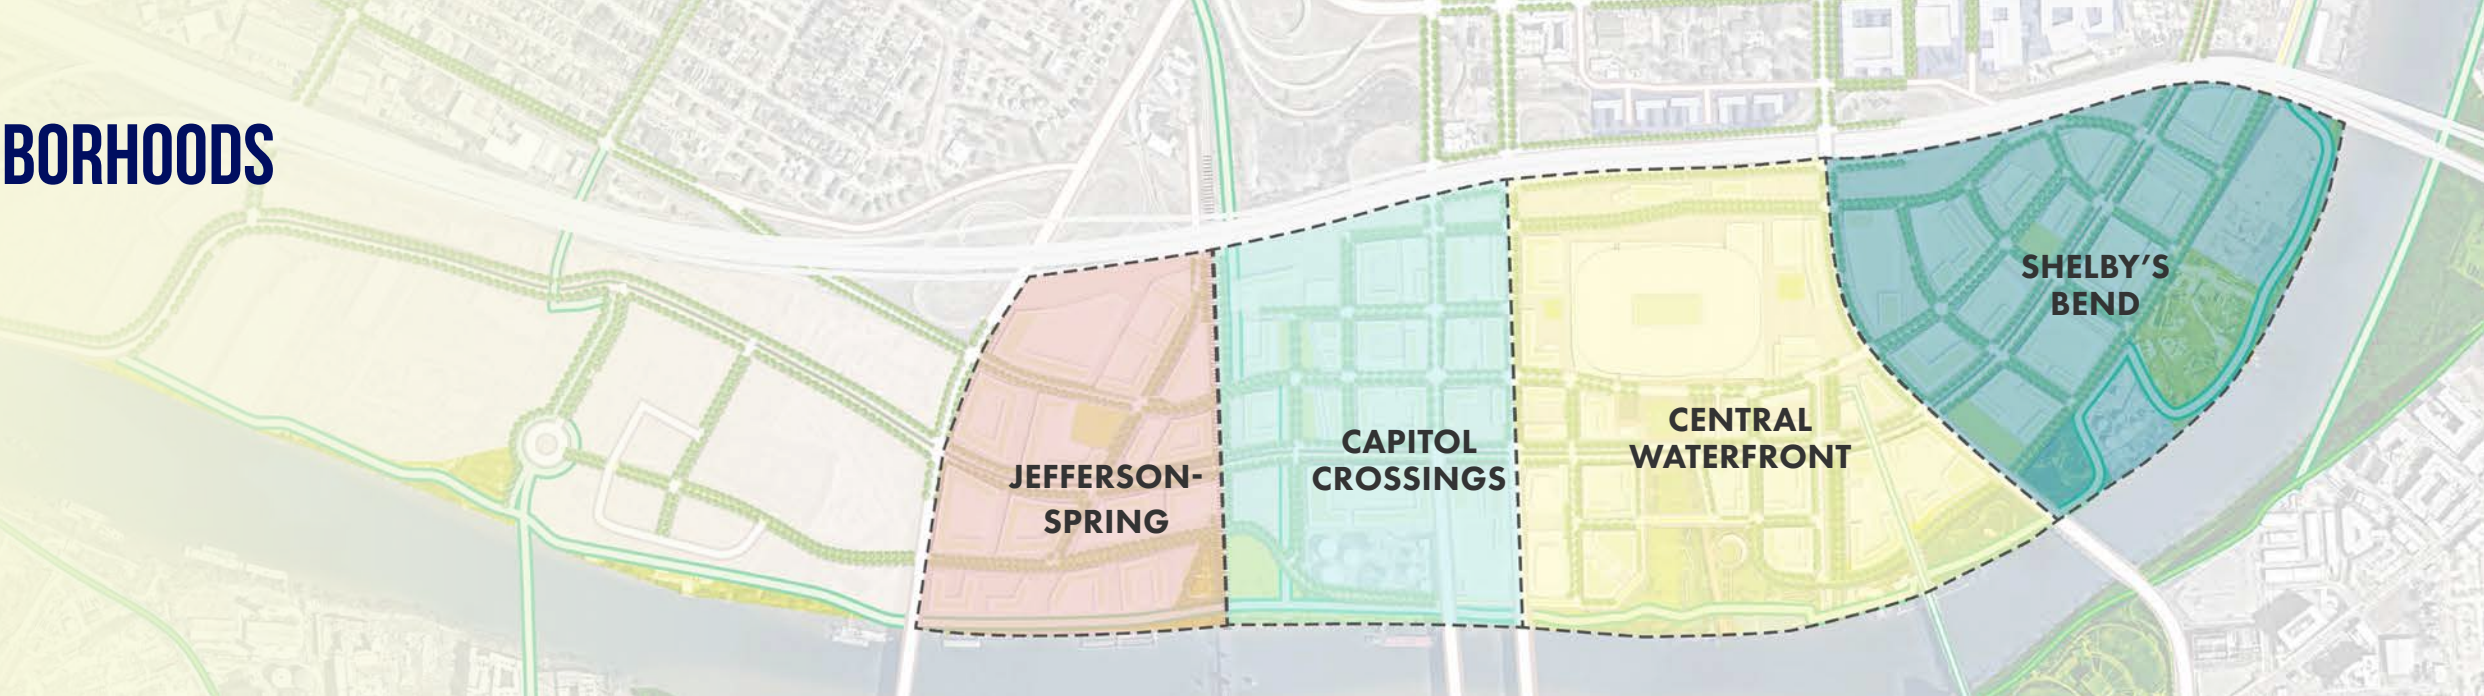 BORHOODS
JEFFERSON-
SPRING
CAPITOL
CROSSINGS
CENTRAL
WATERFRONT
SHELBY’S
BEND